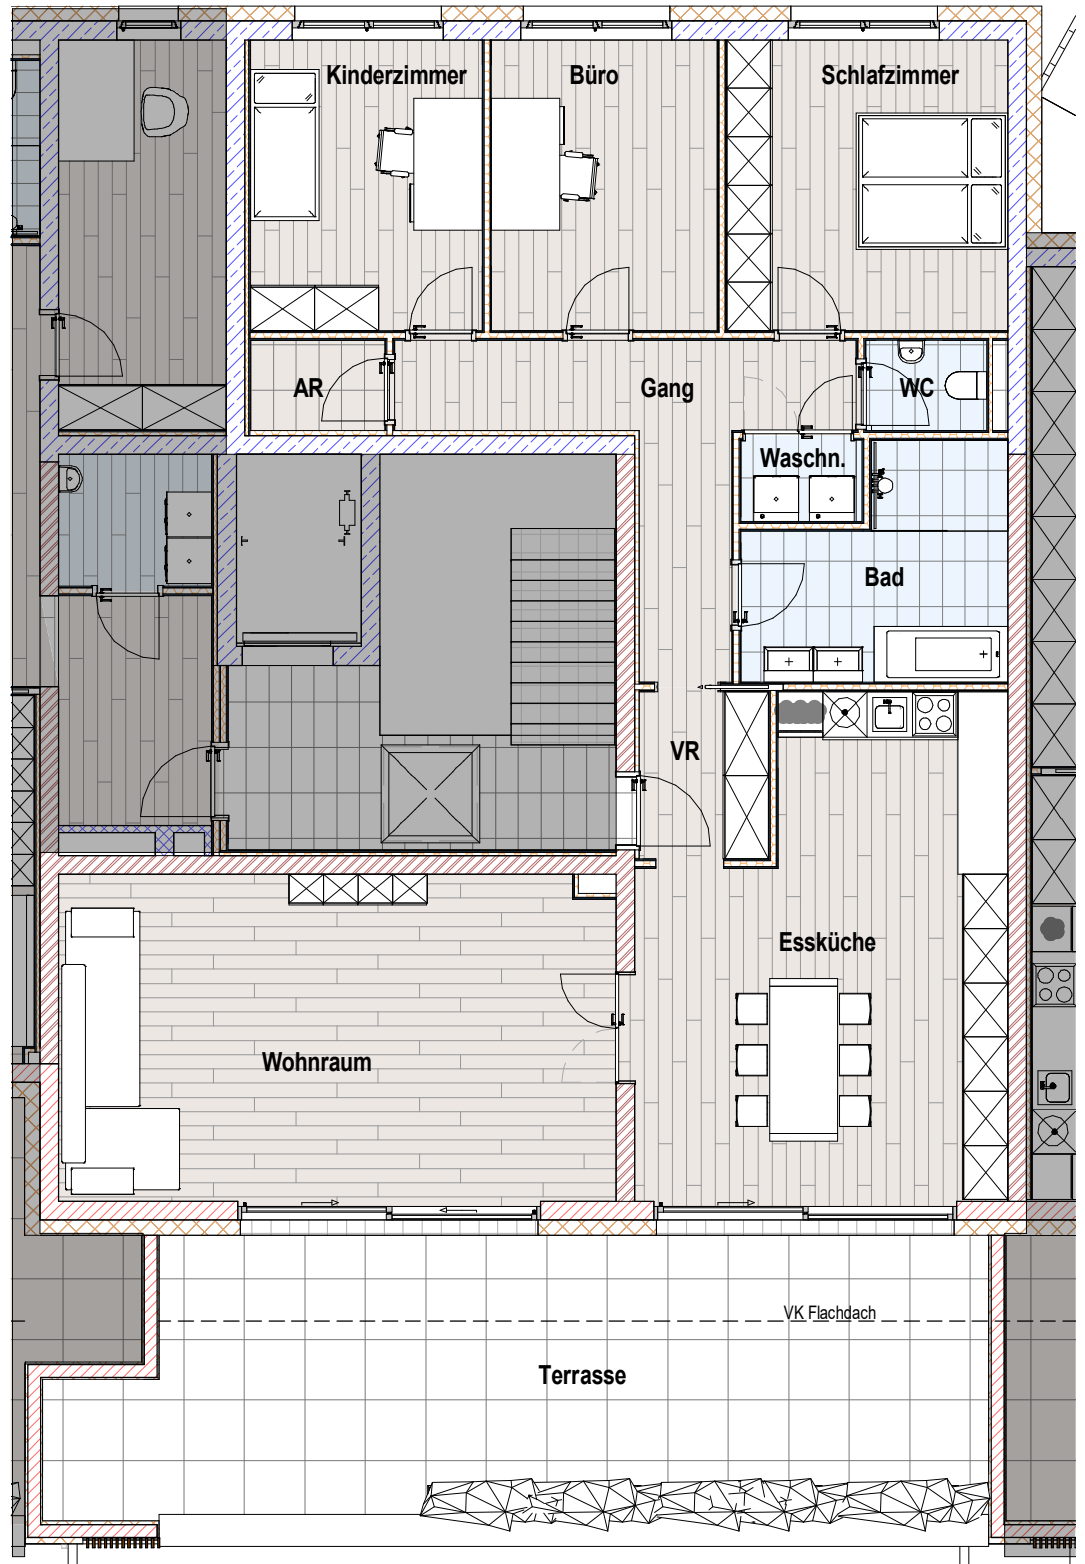 Kinderzimmer
Büro
Schlafzimmer
AR
Gang
WC
Waschn.
Bad
VR
Essküche
Wohnraum
VK Flachdach
Terrasse